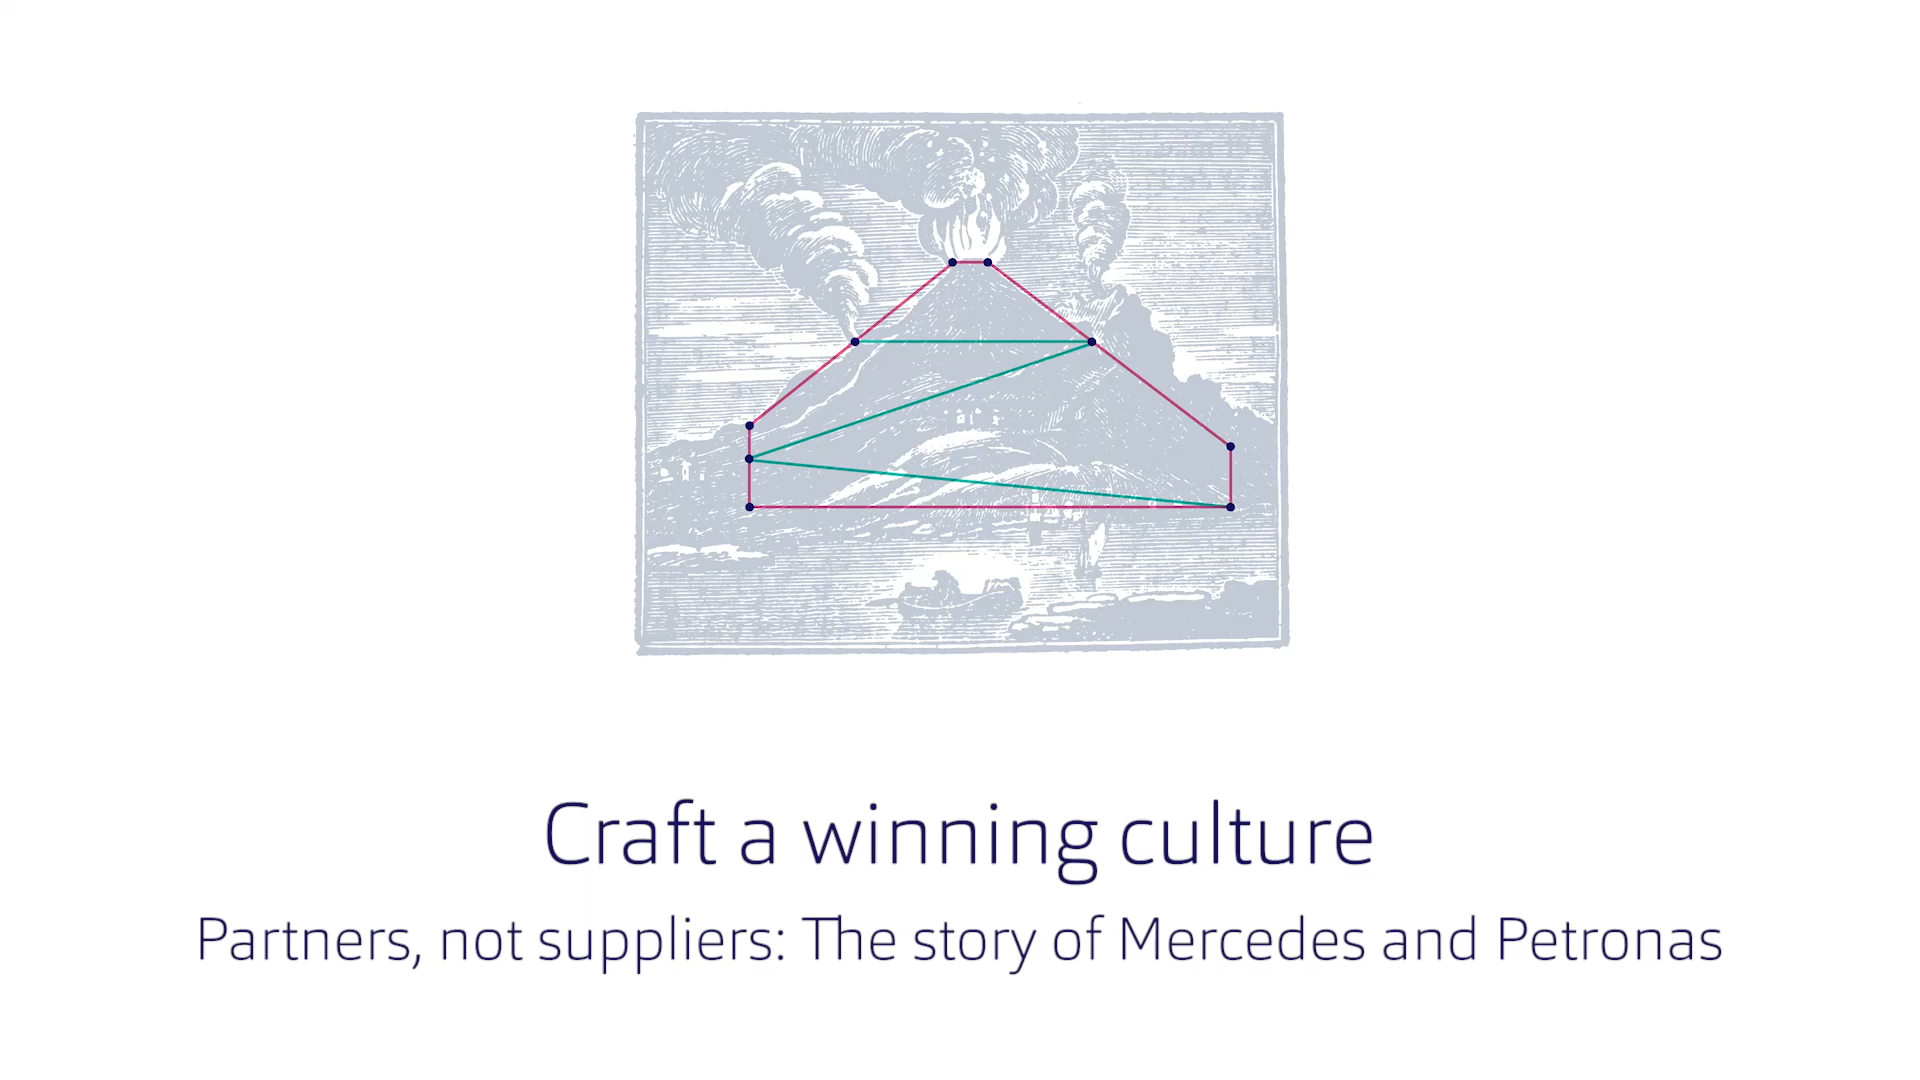 Craft a winning culture
Partners, not suppliers: The story of Mercedes and Petronas